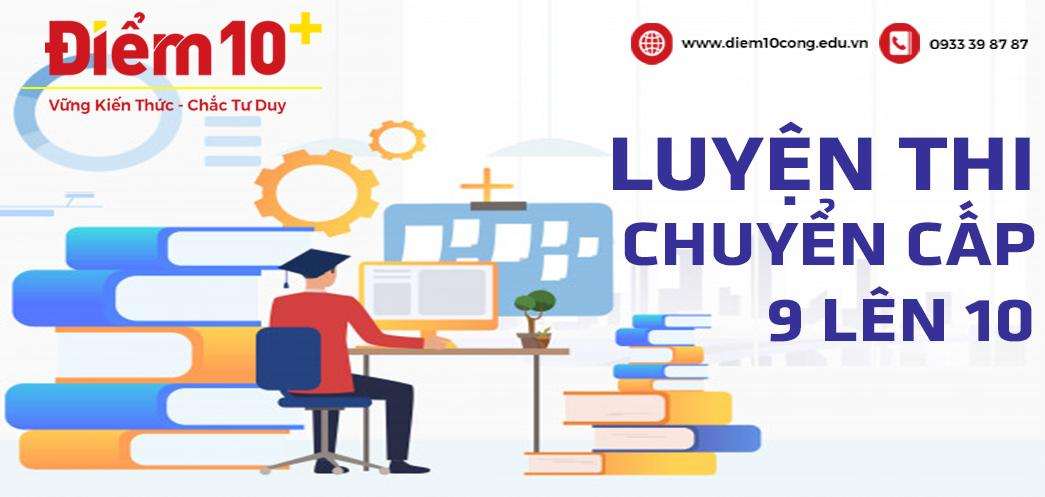 Điểm 10+
Vững Kiến Thức - Chắc Tư Duy
www.diem10cong.edu.vn
0933 39 87 87
LUYỆN THI
CHUYỂN CẤP
9 LÊN 10